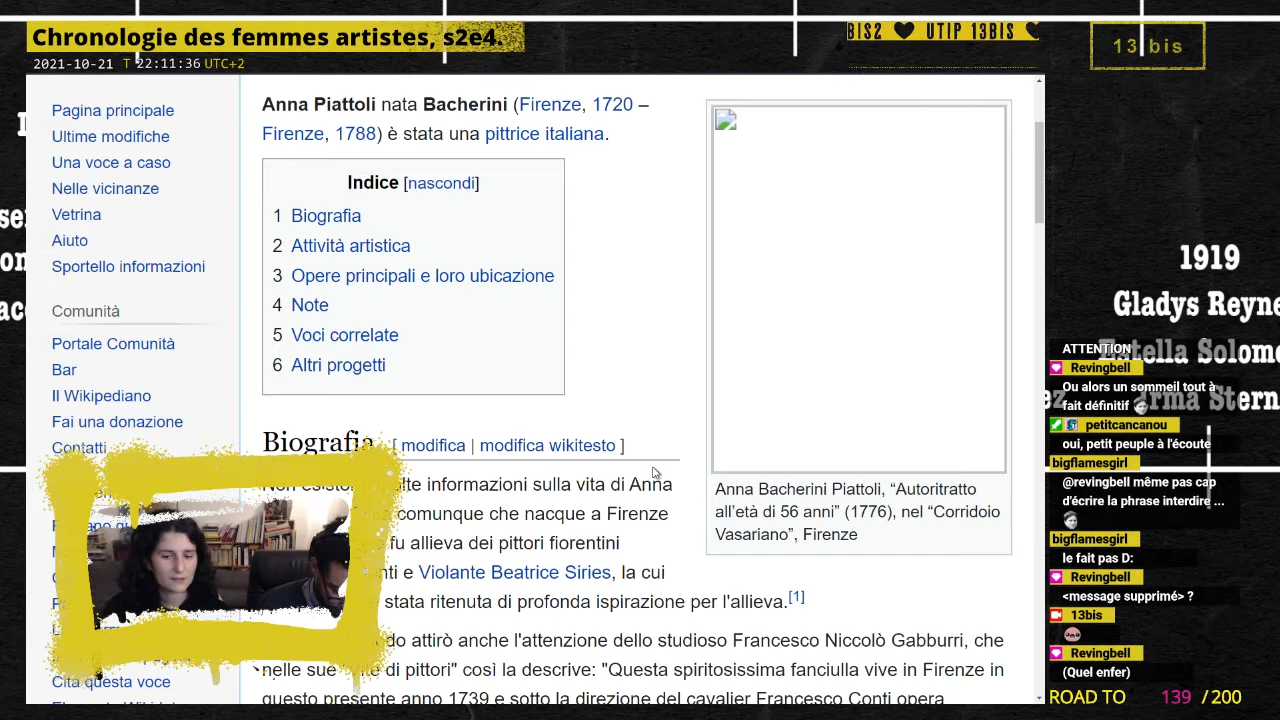 Chronologie des femmes artistes, s2e4.
2021-10-21 T 22:11:36 UTC+2
BIS2 UTIP 13BIS
13 bis
Pagina principale
Ultime modifiche
Una voce a caso
Nelle vicinanze
Vetrina
Aiuto
Sportello informazioni
Comunità
Portale Comunità
Bar
Il Wikipediano
Fai una donazione
Contatti
Cita questa voce
Anna Piattoli nata Bacherini (Firenze, 1720 –
Firenze, 1788) è stata una pittrice italiana.
Indice [nascondi]
1 Biografia
2 Attività artistica
3 Opere principali e loro ubicazione
4 Note
5 Voci correlate
6 Altri progetti
Biografia [ modifica | modifica wikitesto ]
informazioni sulla vita di Anna
comunque che nacque a Firenze
fu allieva dei pittori fiorentini
e Violante Beatrice Siries, la cui
stata ritenuta di profonda ispirazione per l'allieva.[1]
attirò anche l'attenzione dello studioso Francesco Niccolò Gabburri, che
nelle sue di pittori" così la descrive: "Questa spiritosissima fanciulla vive in Firenze in
questo presente anno 1739 e sotto la direzione del cavalier Francesco Conti opera
Anna Bacherini Piattoli, “Autoritratto
all’età di 56 anni” (1776), nel “Corridoio
Vasariano”, Firenze
1919
Gladys Reyne
Estella Solom
Stern
ATTENTION
Revingbell
Ou alors un sommeil tout à
fait définitif
petitcancanou
oui, petit peuple à l'écoute
bigflamesgirl
@revingbell même pas cap
d'écrire la phrase interdire ...
bigflamesgirl
le fait pas D:
Revingbell
<message supprimé> ?
13bis
Revingbell
(Quel enfer)
ROAD TO 139 / 200